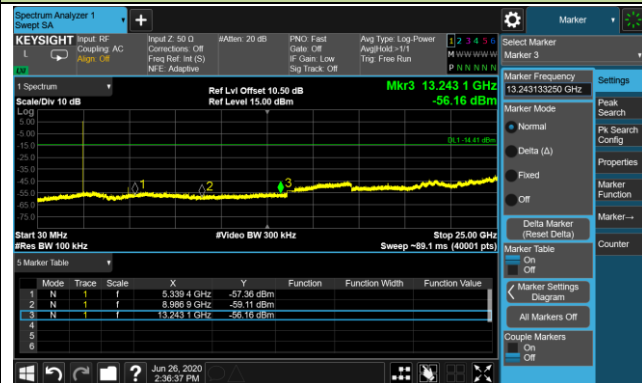 Spectrum Analyzer 1
Swept SA
Marker
KEYSIGHT
L
Input: RF
Coupling: AC
Align: Off
Input Z: 50 Ω
Corrections: Off
Freq Ref: Int (S)
NFE: Adaptive
#Atten: 20 dB
PNO: Fast
Gate: Off
IF Gain: Low
Sig Track: Off
Avg Type: Log-Power
Avg|Hold:>1/1
Trig: Free Run
1 2 3 4 5 6
M W W W W W
P N N N N N
Select Marker
Marker 3
1 Spectrum
Scale/Div 10 dB
Log
Ref Lvl Offset 10.50 dB
Ref Level 15.00 dBm
Mkr3 13.243 1 GHz
-56.16 dBm
5.00
-5.00
-15.0
-25.0
-35.0
-45.0
-55.0
-65.0
-75.0
DL1 -14.41 dBm
1
2
3
Start 30 MHz
#Res BW 100 kHz
#Video BW 300 kHz
Stop 25.00 GHz
Sweep ~89.1 ms (40001 pts)
5 Marker Table
Mode Trace Scale X Y Function Function Width Function Value
1 N 1 f 5.339 4 GHz -57.36 dBm
2 N 1 f 8.986 9 GHz -59.11 dBm
3 N 1 f 13.243 1 GHz -56.16 dBm
4
5
6
Marker Frequency
13.243133250 GHz
Marker Mode
Normal
Delta (Δ)
Fixed
Off
Delta Marker
(Reset Delta)
Marker Table
On
Off
Marker Settings
Diagram
All Markers Off
Couple Markers
On
Off
Settings
Peak
Search
Pk Search
Config
Properties
Marker
Function
Marker→
Counter
?
Jun 26, 2020
2:36:37 PM